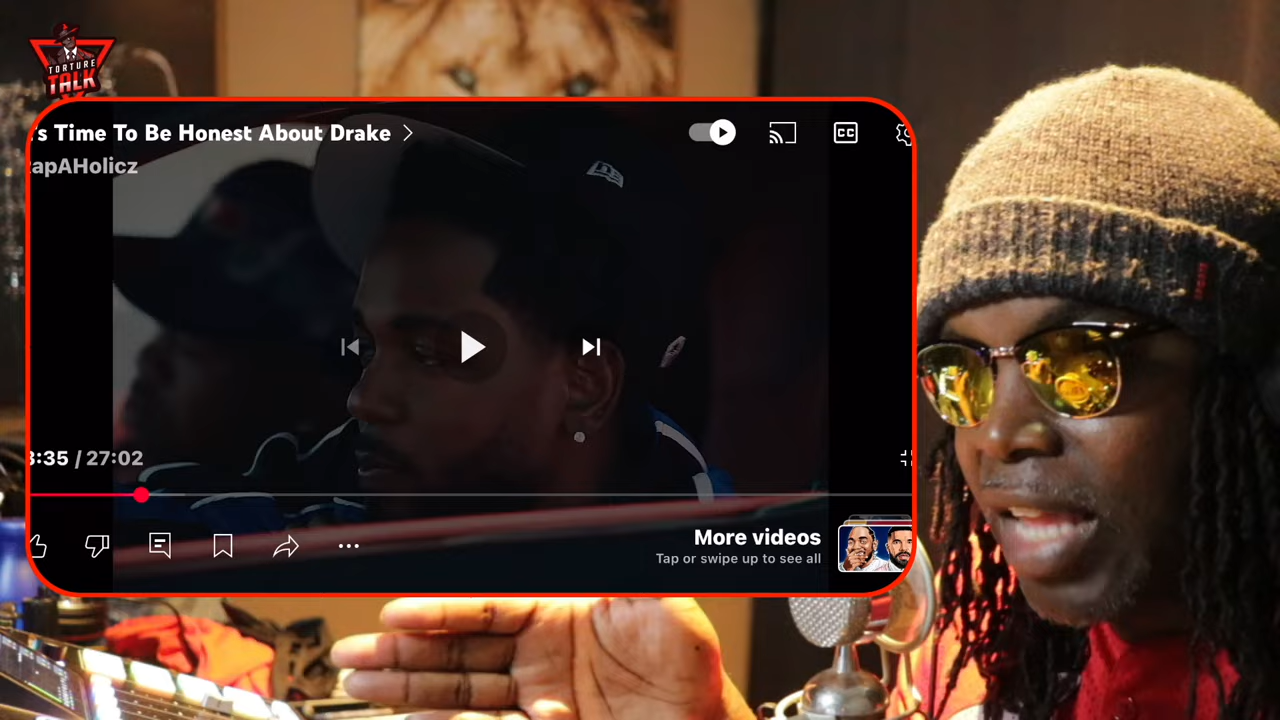 TORTURE
TALK
's Time To Be Honest About Drake
apAHolicz
CC
:35 / 27:02
More videos
Tap or swipe up to see all